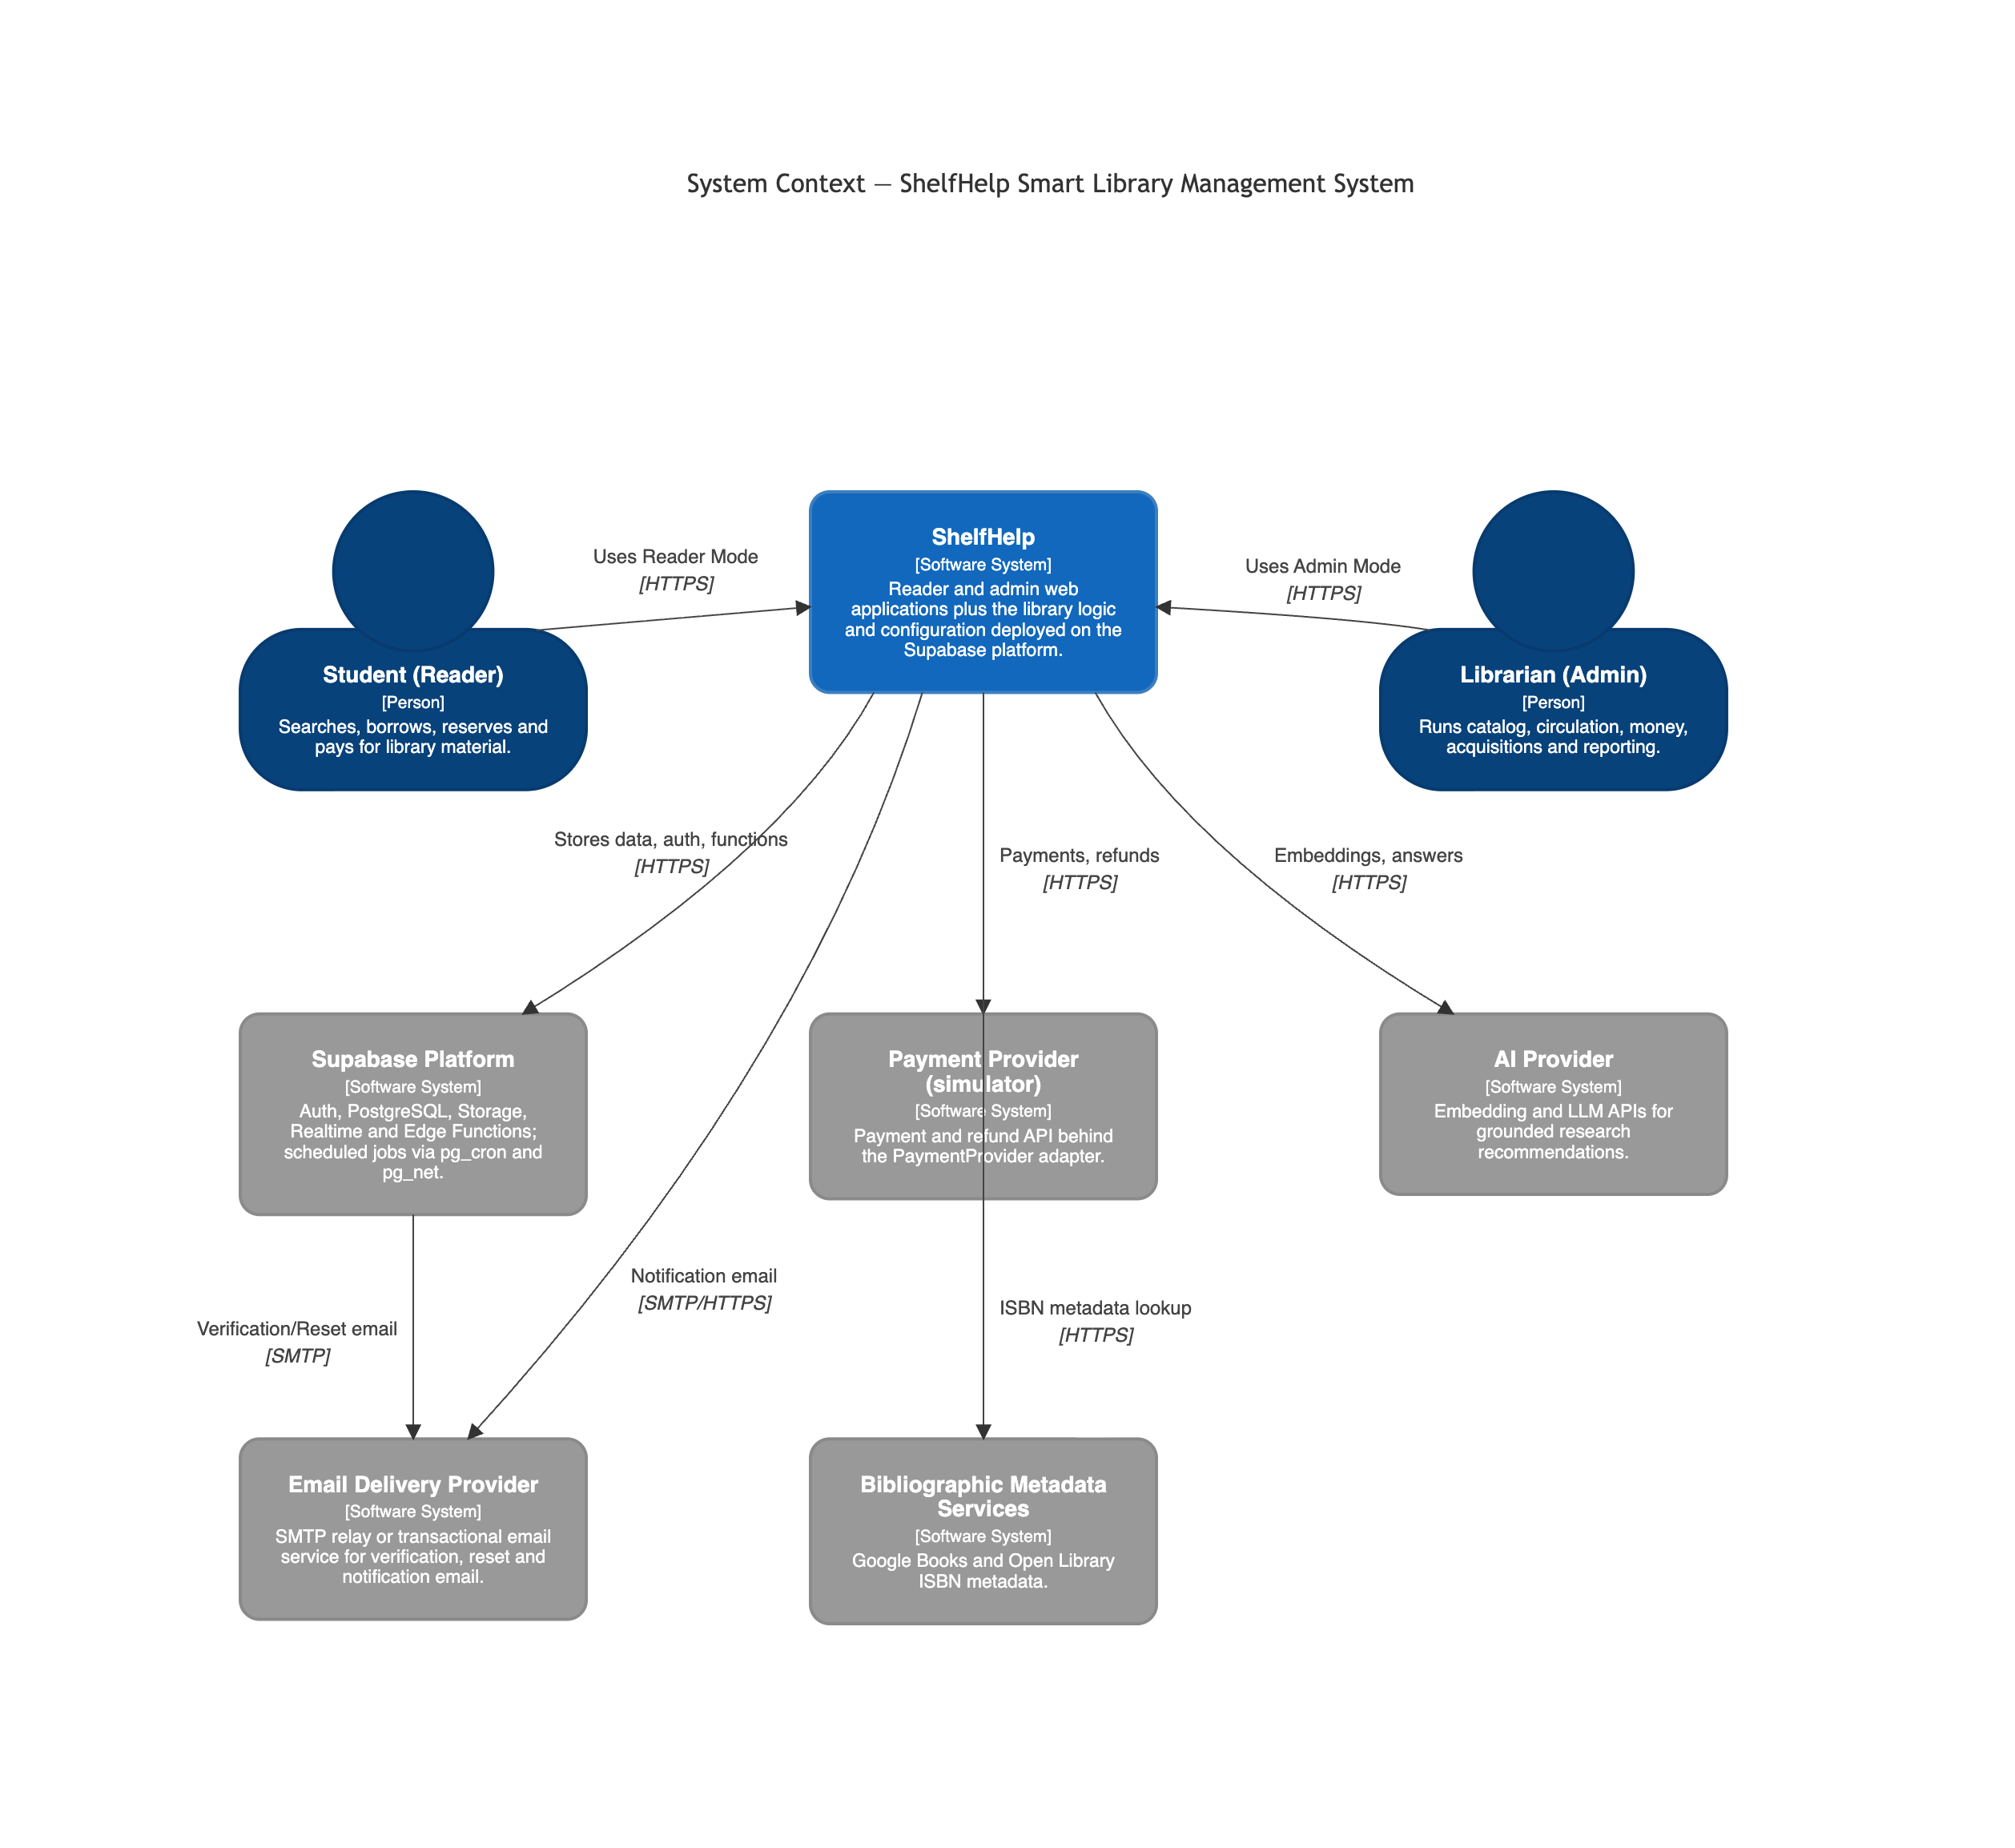 System Context – ShelfHelp Smart Library Management System
Uses Reader Mode
[HTTPS]
ShelfHelp
[Software System]
Reader and admin web
applications plus the library logic
and configuration deployed on the
Supabase platform.
Uses Admin Mode
[HTTPS]
Student (Reader)
[Person]
Searches, borrows, reserves and
pays for library material.
Librarian (Admin)
[Person]
Runs catalog, circulation, money,
acquisitions and reporting.
Stores data, auth, functions
[HTTPS]
Payments, refunds
[HTTPS]
Embeddings, answers
[HTTPS]
Supabase Platform
[Software System]
Auth, PostgreSQL, Storage,
Realtime and Edge Functions;
scheduled jobs via pg_cron and
pg_net.
Payment Provider
(simulator)
[Software System]
Payment and refund API behind
the PaymentProvider adapter.
AI Provider
[Software System]
Embedding and LLM APIs for
grounded research
recommendations.
Notification email
[SMTP/HTTPS]
ISBN metadata lookup
[HTTPS]
Verification/Reset email
[SMTP]
Email Delivery Provider
[Software System]
SMTP relay or transactional email
service for verification, reset and
notification email.
Bibliographic Metadata
Services
[Software System]
Google Books and Open Library
ISBN metadata.